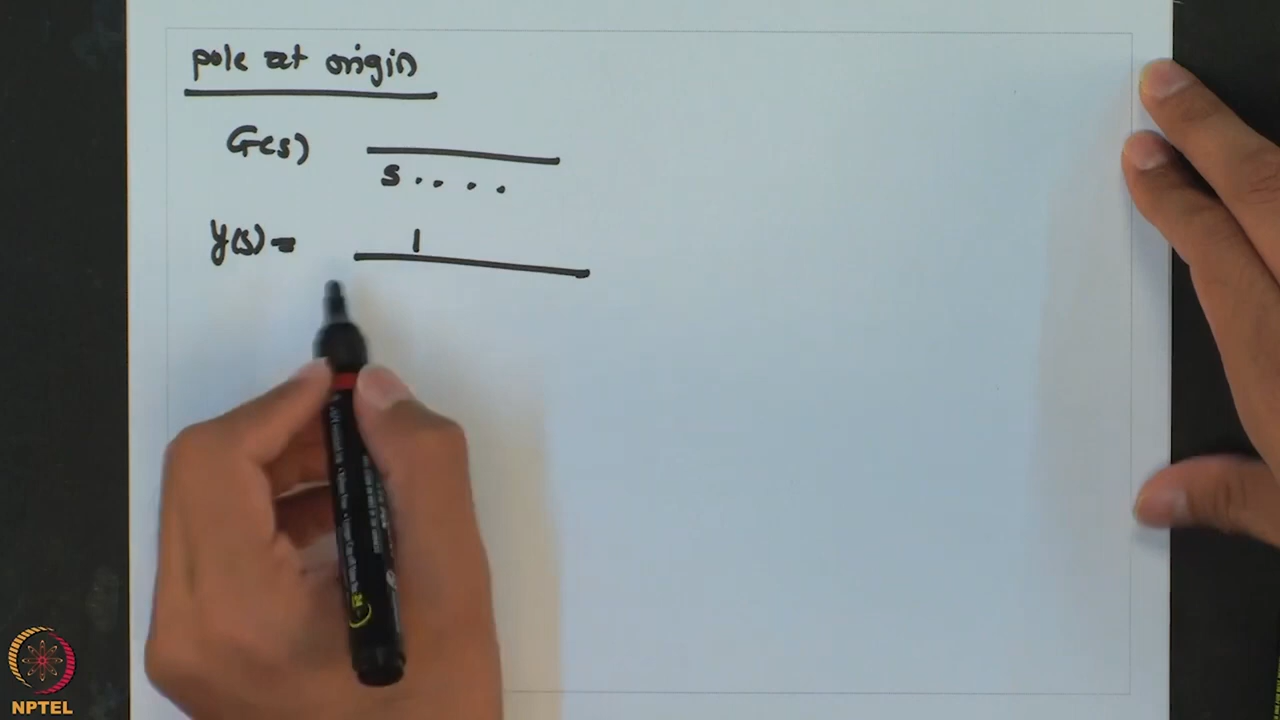 pole at origin
G(s)
s....
y(s) = 1
NPTEL